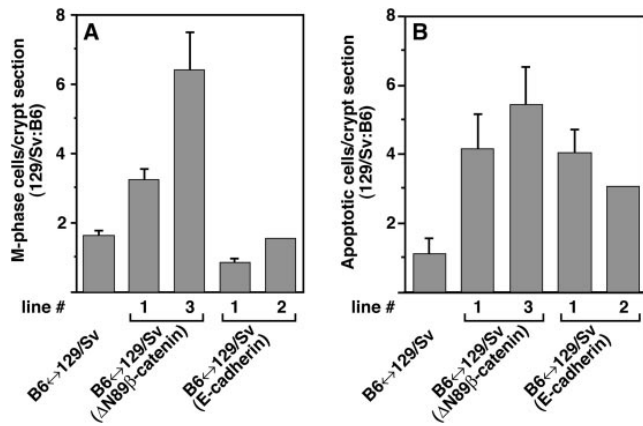 A
M-phase cells/crypt section
(129/Sv:B6)
8
6
4
2
line #
1
3
1
2
B6↔129/Sv
B6↔129/Sv
(ΔN89β-catenin)
B6↔129/Sv
(E-cadherin)
B
Apoptotic cells/crypt section
(129/Sv:B6)
8
6
4
2
line #
1
3
1
2
B6↔129/Sv
B6↔129/Sv
(ΔN89β-catenin)
B6↔129/Sv
(E-cadherin)